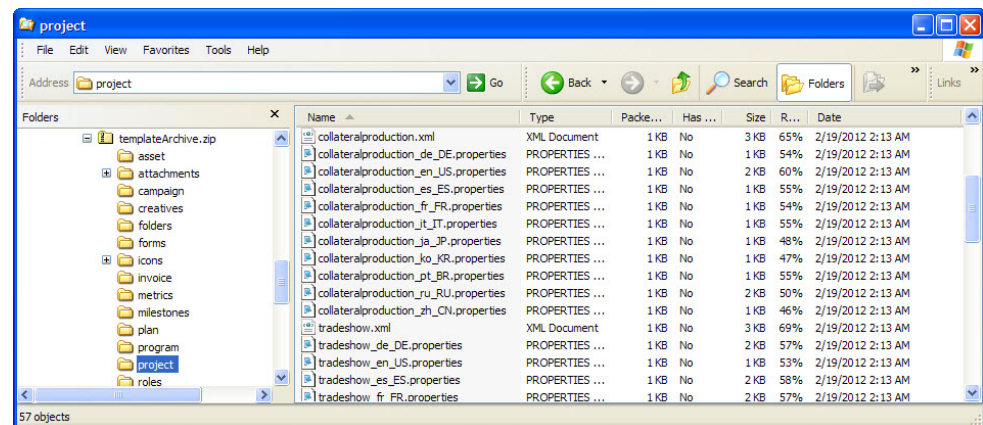 project
File Edit View Favorites Tools Help
Address project Go Back Search Folders » Links »
Folders x
Name Type Packe... Has ... Size R... Date
templateArchive.zip
asset
attachments
campaign
creatives
folders
forms
icons
invoice
metrics
milestones
plan
program
project
roles
collateralproduction.xml XML Document 1 KB No 3 KB 65% 2/19/2012 2:13 AM
collateralproduction_de_DE.properties PROPERTIES ... 1 KB No 1 KB 54% 2/19/2012 2:13 AM
collateralproduction_en_US.properties PROPERTIES ... 1 KB No 2 KB 60% 2/19/2012 2:13 AM
collateralproduction_es_ES.properties PROPERTIES ... 1 KB No 1 KB 55% 2/19/2012 2:13 AM
collateralproduction_fr_FR.properties PROPERTIES ... 1 KB No 1 KB 54% 2/19/2012 2:13 AM
collateralproduction_it_IT.properties PROPERTIES ... 1 KB No 1 KB 55% 2/19/2012 2:13 AM
collateralproduction_ja_JP.properties PROPERTIES ... 1 KB No 1 KB 48% 2/19/2012 2:13 AM
collateralproduction_ko_KR.properties PROPERTIES ... 1 KB No 1 KB 47% 2/19/2012 2:13 AM
collateralproduction_pt_BR.properties PROPERTIES ... 1 KB No 1 KB 55% 2/19/2012 2:13 AM
collateralproduction_ru_RU.properties PROPERTIES ... 1 KB No 2 KB 50% 2/19/2012 2:13 AM
collateralproduction_zh_CN.properties PROPERTIES ... 1 KB No 1 KB 46% 2/19/2012 2:13 AM
tradeshow.xml XML Document 1 KB No 3 KB 69% 2/19/2012 2:13 AM
tradeshow_de_DE.properties PROPERTIES ... 1 KB No 2 KB 57% 2/19/2012 2:13 AM
tradeshow_en_US.properties PROPERTIES ... 1 KB No 1 KB 53% 2/19/2012 2:13 AM
tradeshow_es_ES.properties PROPERTIES ... 1 KB No 2 KB 58% 2/19/2012 2:13 AM
tradeshow_fr_FR.properties PROPERTIES ... 1 KB No 2 KB 57% 2/19/2012 2:13 AM
57 objects